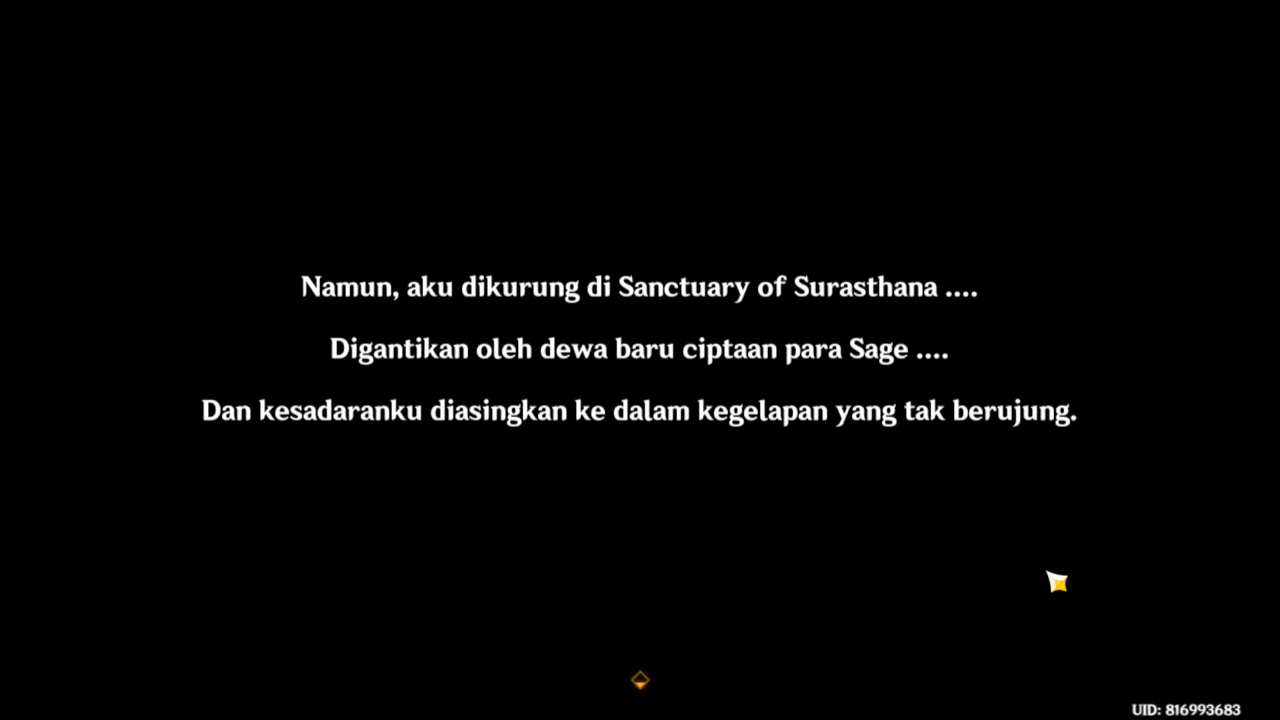 Namun, aku dikurung di Sanctuary of Surasthana ....
Digantikan oleh dewa baru ciptaan para Sage ....
Dan kesadaranku diasingkan ke dalam kegelapan yang tak berujung.
UID: 816993683